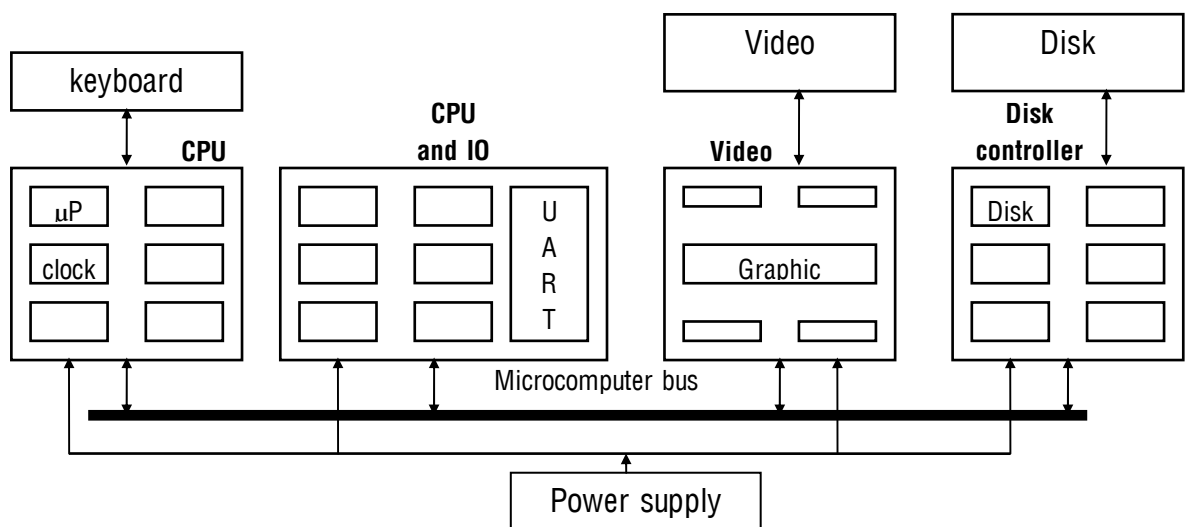 keyboard
Video
Disk
CPU
CPU
and IO
Video
Disk
controller
µP
clock
U
A
R
T
Graphic
Disk
Microcomputer bus
Power supply